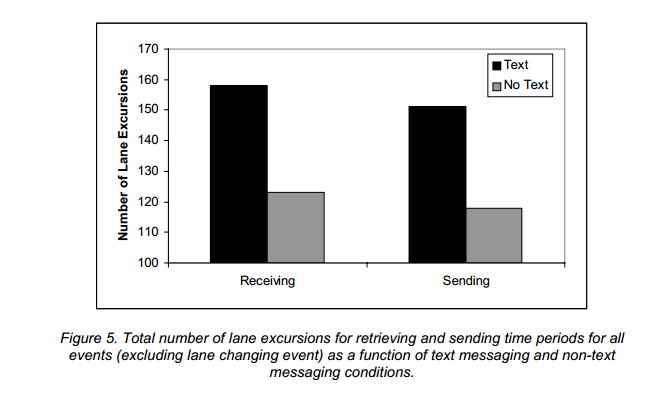 170
160
150
140
130
120
110
100
Number of Lane Excursions
Text
No Text
Receiving
Sending
Figure 5. Total number of lane excursions for retrieving and sending time periods for all
events (excluding lane changing event) as a function of text messaging and non-text
messaging conditions.